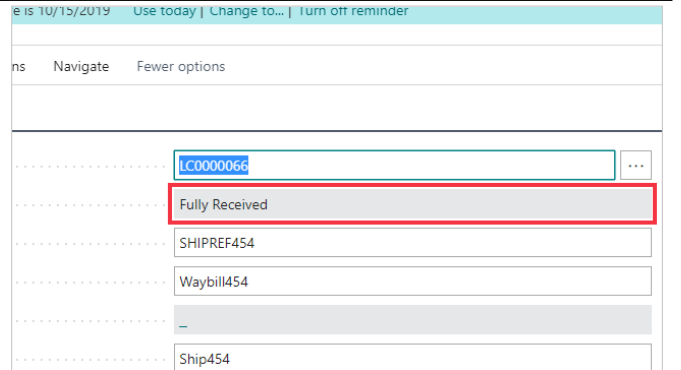 e is 10/15/2019 Use today | Change to... | Turn off reminder
ns Navigate Fewer options
LC0000066 ...
Fully Received
SHIPREF454
Waybill454
_
Ship454